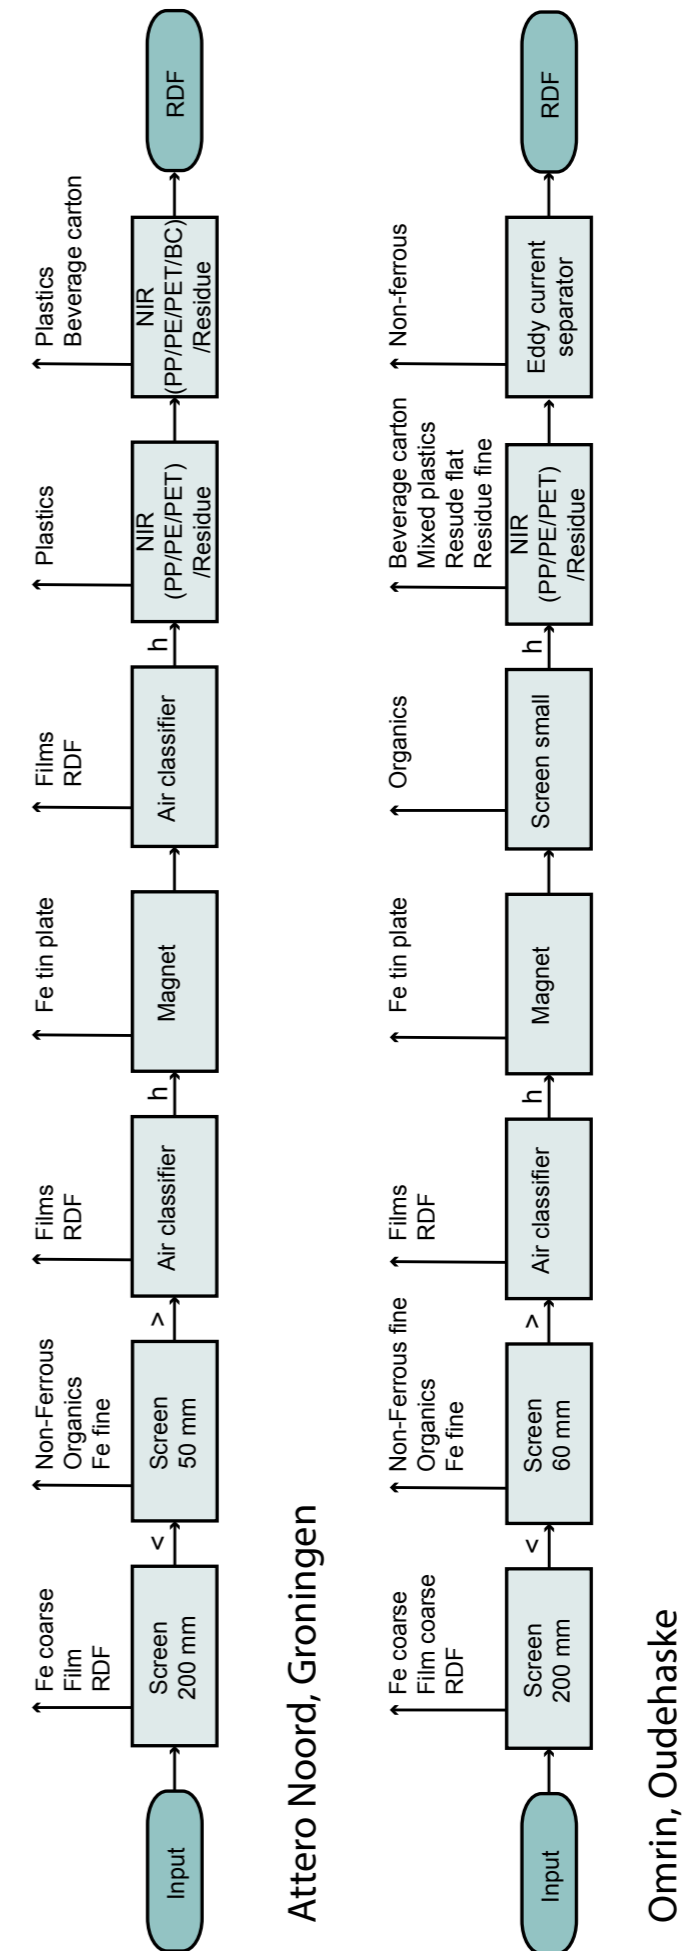 Input
Fe coarse
Film
RDF
Screen
200 mm
<
Non-Ferrous
Organics
Fe fine
Screen
50 mm
>
Films
RDF
Air classifier
h
Fe tin plate
Magnet
Films
RDF
Air classifier
h
Plastics
NIR
(PP/PE/PET)
/Residue
Plastics
Beverage carton
NIR
(PP/PE/PET/BC)
/Residue
RDF
Attero Noord, Groningen
Input
Fe coarse
Film coarse
RDF
Screen
200 mm
<
Non-Ferrous fine
Organics
Fe fine
Screen
60 mm
>
Films
RDF
Air classifier
h
Fe tin plate
Magnet
Organics
Screen small
h
Beverage carton
Mixed plastics
Resude flat
Residue fine
NIR
(PP/PE/PET)
/Residue
Non-ferrous
Eddy current
separator
RDF
Omrin, Oudehaske